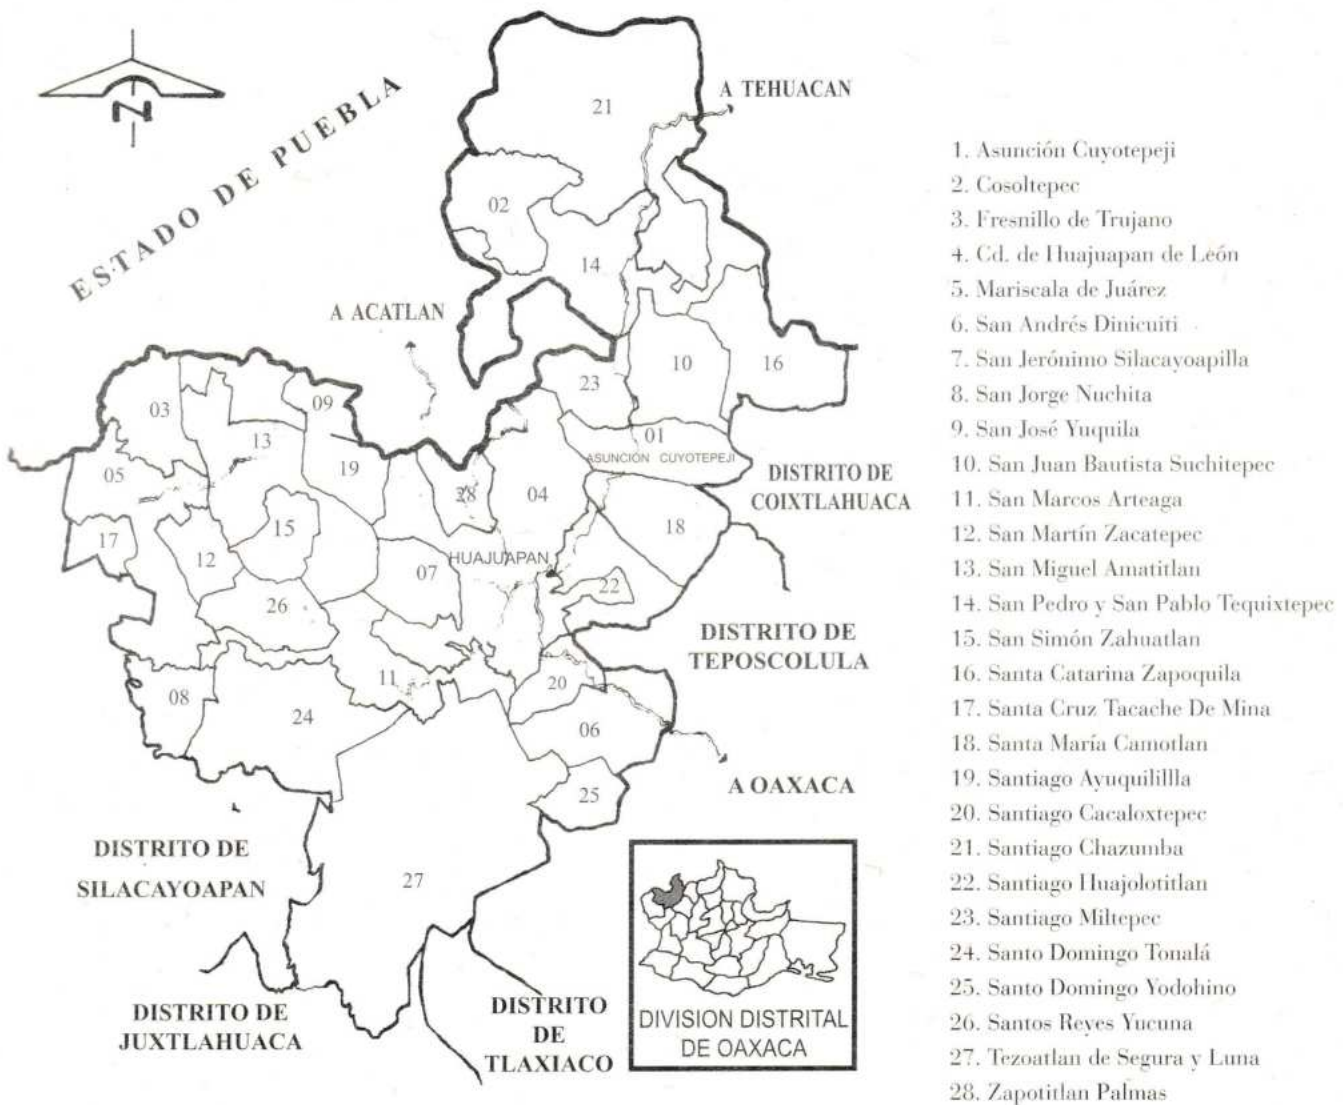 N
ESTADO DE PUEBLA
A TEHUACAN
A ACATLAN
21
02
14
10
16
23
09
03
13
01
ASUNCIÓN CUYOTEPEJI
05
19
28
04
DISTRITO DE
COIXTLAHUACA
15
18
17
12
HUAJUAPAN
07
22
26
DISTRITO DE
TEPOSCOLULA
08
11
20
24
06
A OAXACA
25
DISTRITO DE
SILACAYOAPAN
27
DISTRITO DE
JUXTLAHUACA
DISTRITO
DE
TLAXIACO
DIVISION DISTRITAL
DE OAXACA
1. Asunción Cuyotepeji
2. Cosoltepec
3. Fresnillo de Trujano
4. Cd. de Huajuapan de León
5. Mariscala de Juárez
6. San Andrés Dinicuiti
7. San Jerónimo Silacayoapilla
8. San Jorge Nuchita
9. San José Yuquila
10. San Juan Bautista Suchitepec
11. San Marcos Arteaga
12. San Martín Zacatepec
13. San Miguel Amatitlan
14. San Pedro y San Pablo Tequixtepec
15. San Simón Zahuatlan
16. Santa Catarina Zapoquila
17. Santa Cruz Tacache De Mina
18. Santa María Camotlan
19. Santiago Ayuquilillla
20. Santiago Cacaloxtepec
21. Santiago Chazumba
22. Santiago Huajolotitlan
23. Santiago Miltepec
24. Santo Domingo Tonalá
25. Santo Domingo Yodohino
26. Santos Reyes Yucuna
27. Tezoatlan de Segura y Luna
28. Zapotitlan Palmas